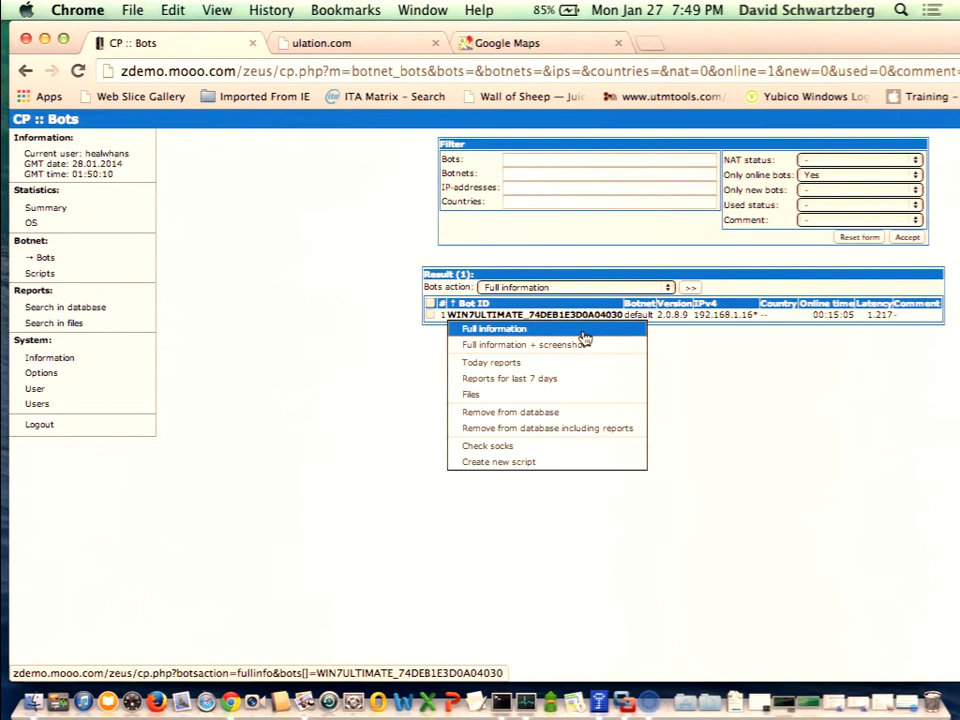 Chrome File Edit View History Bookmarks Window Help 85% Mon Jan 27 7:49 PM David Schwartzberg
CP :: Bots ulation.com Google Maps
zdemo.mooo.com/zeus/cp.php?m=botnet_bots&bots=&botnets=&ips=&countries=&nat=0&online=1&new=0&used=0&comment=
Apps Web Slice Gallery Imported From IE ITA Matrix - Search Wall of Sheep — Juic www.utmtools.com/ Yubico Windows Log Training -
CP :: Bots
Information:
Current user: healwhans
GMT date: 28.01.2014
GMT time: 01:50:10
Statistics:
Summary
OS
Botnet:
→ Bots
Scripts
Reports:
Search in database
Search in files
System:
Information
Options
User
Users
Logout
Filter
Bots: NAT status: -
Botnets: Only online bots: Yes
IP-addresses: Only new bots: -
Countries: Used status: -
Comment: -
Reset form Accept
Result (1):
Bots action: Full information >>
# ↑ Bot ID Botnet Version IPv4 Country Online time Latency Comment
1 WIN7ULTIMATE_74DEB1E3D0A04030 default 2.0.8.9 192.168.1.16* -- 00:15:05 1.217 -
Full information
Full information + screenshot
Today reports
Reports for last 7 days
Files
Remove from database
Remove from database including reports
Check socks
Create new script
zdemo.mooo.com/zeus/cp.php?botsaction=fullinfo&bots[]=WIN7ULTIMATE_74DEB1E3D0A04030